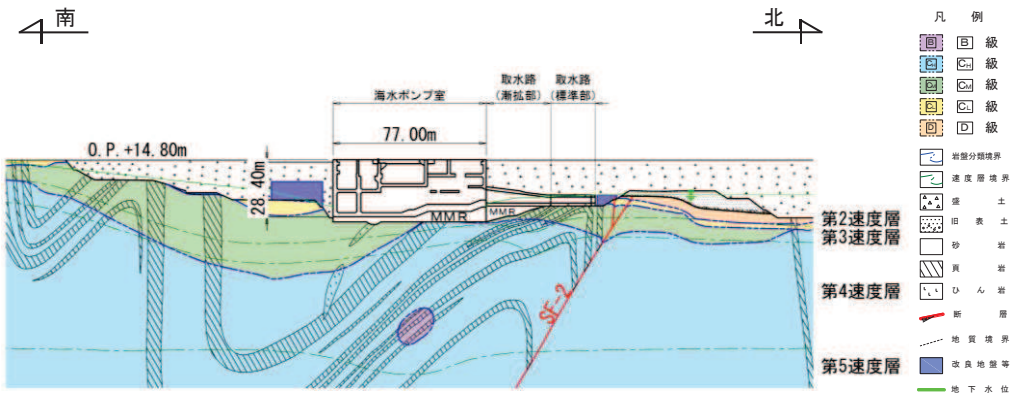 南
北
取水路
(漸拡部)
取水路
(標準部)
海水ポンプ室
77.00m
O.P.+14.80m
28.40m
MMR
MMR
SF-2
第2速度層
第3速度層
第4速度層
第5速度層
凡 例
B B 級
CH CH 級
CM CM 級
CL CL 級
D D 級
岩盤分類境界
速度層境界
盛 土
旧 表 土
砂 岩
頁 岩
ひ ん 岩
断 層
地 質 境 界
改良地盤等
地下水位